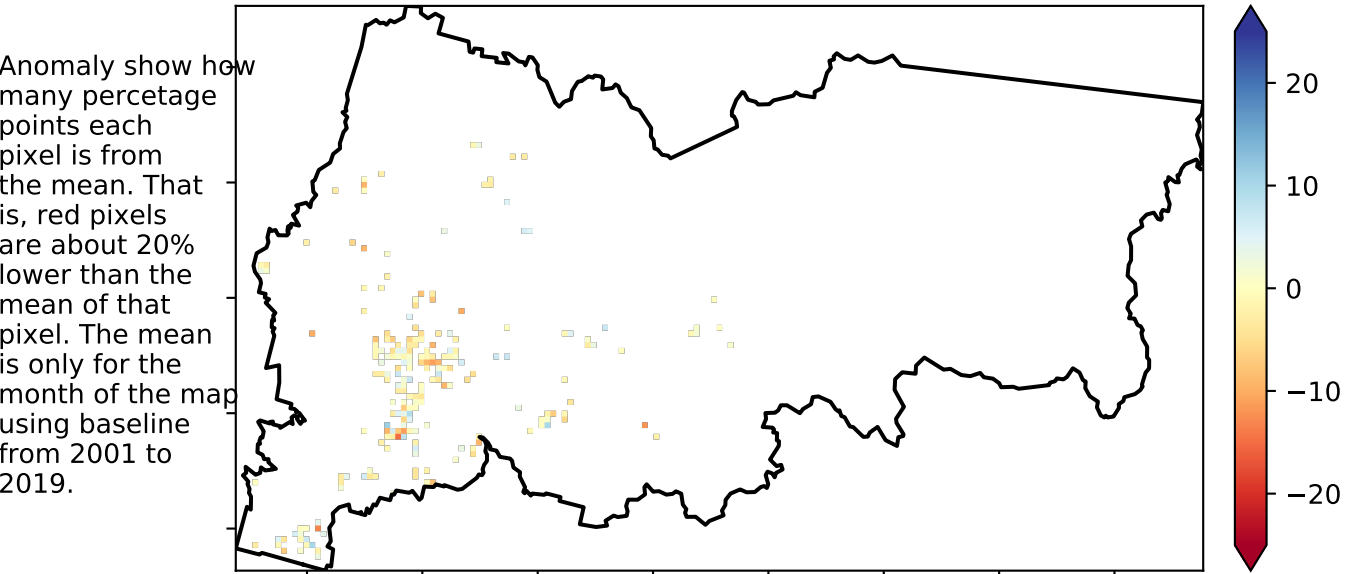 Anomaly show how
many percetage
points each
pixel is from
the mean. That
is, red pixels
are about 20%
lower than the
mean of that
pixel. The mean
is only for the
month of the map
using baseline
from 2001 to
2019.
20
10
0
−10
−20